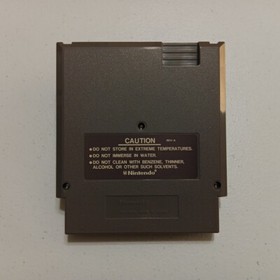 CAUTION
●DO NOT STORE IN EXTREME TEMPERATURES.
●DO NOT IMMERSE IN WATER.
●DO NOT CLEAN WITH BENZENE, THINNER,
ALCOHOL OR OTHER SUCH SOLVENTS.
Nintendo